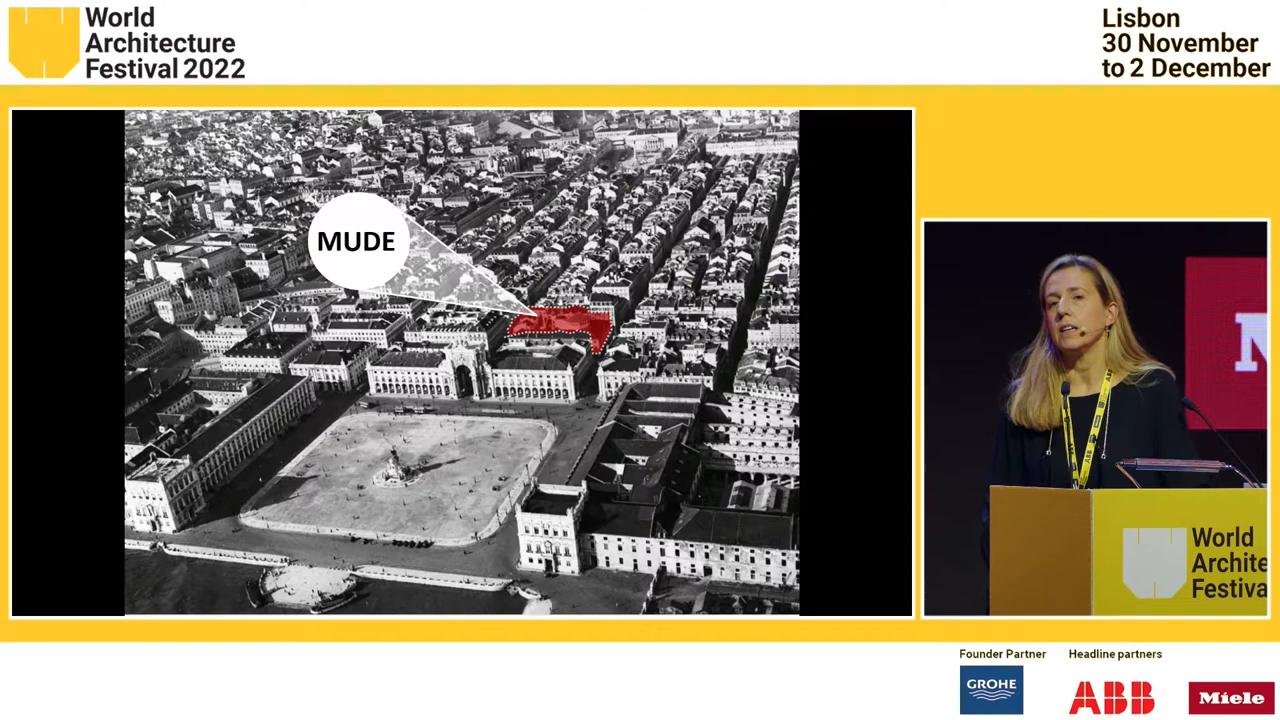 World
Architecture
Festival 2022
Lisbon
30 November
to 2 December
MUDE
World
Archite
Festiva
Founder Partner
Headline partners
GROHE
ABB
Miele